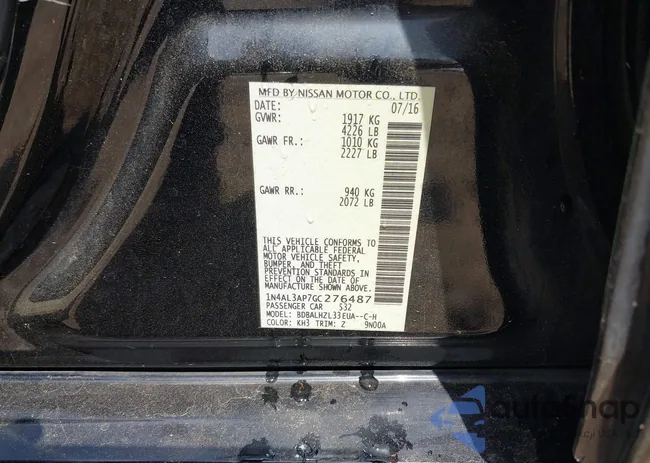 MFD BY NISSAN MOTOR CO., LTD.
DATE: 07/16
GVWR: 1917 KG
4226 LB
GAWR FR.: 1010 KG
2227 LB
GAWR RR.: 940 KG
2072 LB
THIS VEHICLE CONFORMS TO
ALL APPLICABLE FEDERAL
MOTOR VEHICLE SAFETY,
BUMPER, AND THEFT
PREVENTION STANDARDS IN
EFFECT ON THE DATE OF
MANUFACTURE SHOWN ABOVE.
1N4AL3AP7GC276487
PASSENGER CAR S32
MODEL: BDBALHZL33EUA--C-H
COLOR: KH3 TRIM: Z 9N00A
autosnap